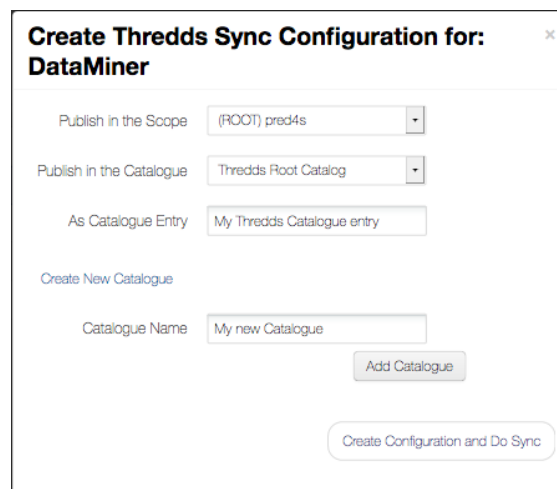 Create Thredds Sync Configuration for:
DataMiner
×
Publish in the Scope (ROOT) pred4s
Publish in the Catalogue Thredds Root Catalog
As Catalogue Entry My Thredds Catalogue entry
Create New Catalogue
Catalogue Name My new Catalogue
Add Catalogue
Create Configuration and Do Sync